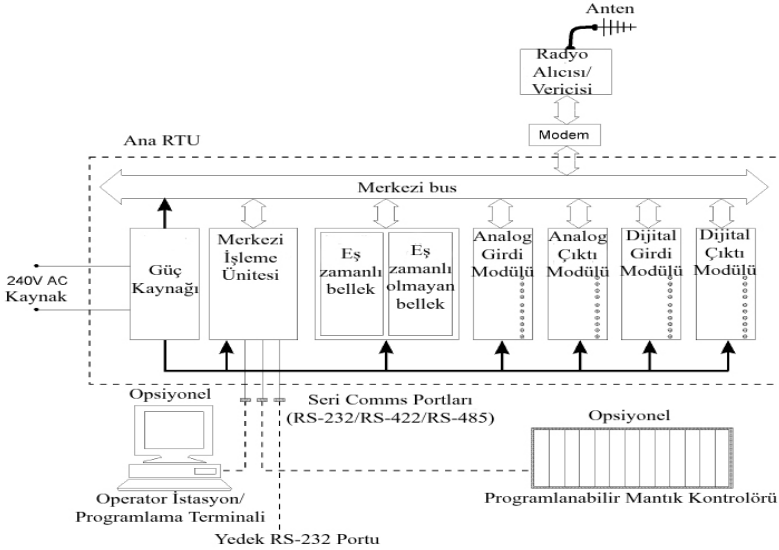 Anten
Radyo
Alıcısı/
Vericisi
Modem
Ana RTU
Merkezi bus
Güç
Kaynağı
Merkezi
İşleme
Ünitesi
Eş
zamanlı
bellek
Eş
zamanlı
olmayan
bellek
Analog
Girdi
Modülü
Analog
Çıktı
Modülü
Dijital
Girdi
Modülü
Dijital
Çıktı
Modülü
240V AC
Kaynak
Opsiyonel
Seri Comms Portları
(RS-232/RS-422/RS-485)
Opsiyonel
Operator İstasyon/
Programlama Terminali
Programlanabilir Mantık Kontrolörü
Yedek RS-232 Portu